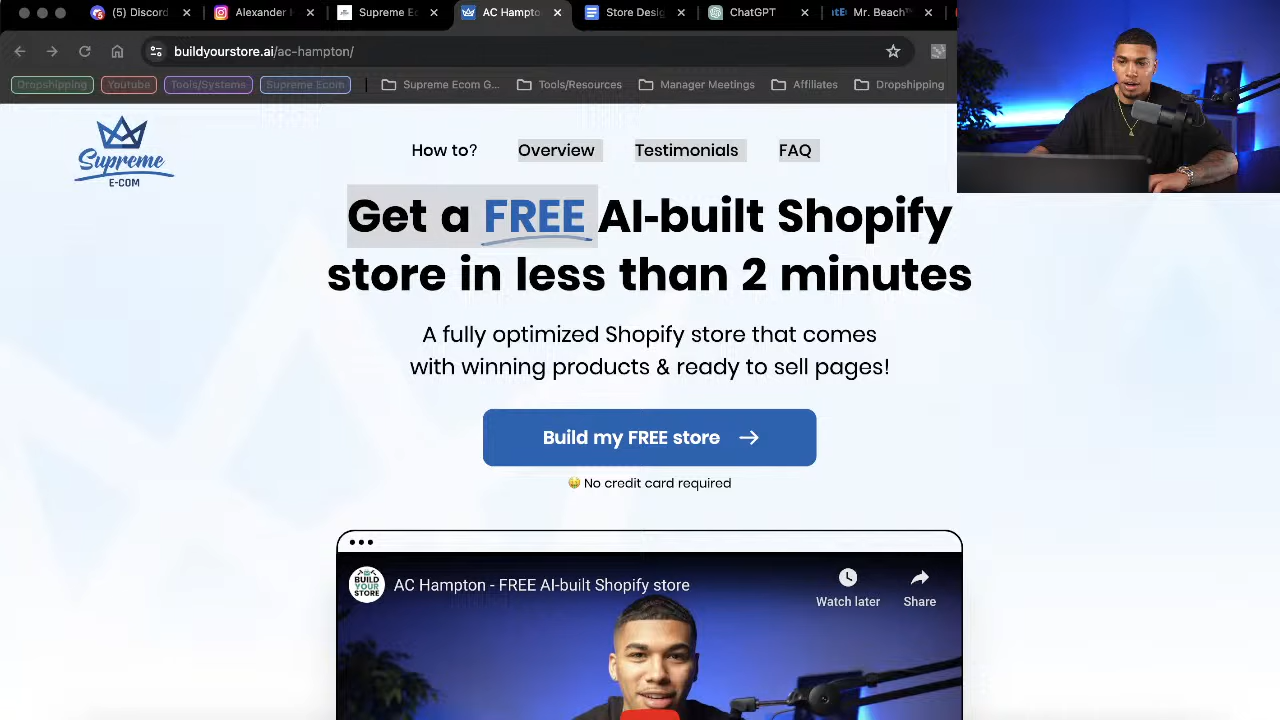 (5) Discord
Alexander
Supreme Ec
AC Hampto
Store Desig
ChatGPT
Mr. Beach
buildyourstore.ai/ac-hampton/
Dropshipping
Youtube
Tools/Systems
Supreme Ecom
Supreme Ecom G...
Tools/Resources
Manager Meetings
Affiliates
Dropshipping
Supreme
E-COM
How to?
Overview
Testimonials
FAQ
Get a FREE AI-built Shopify
store in less than 2 minutes
A fully optimized Shopify store that comes
with winning products & ready to sell pages!
Build my FREE store
No credit card required
BUILD
YOUR
STORE
AC Hampton - FREE AI-built Shopify store
Watch later
Share